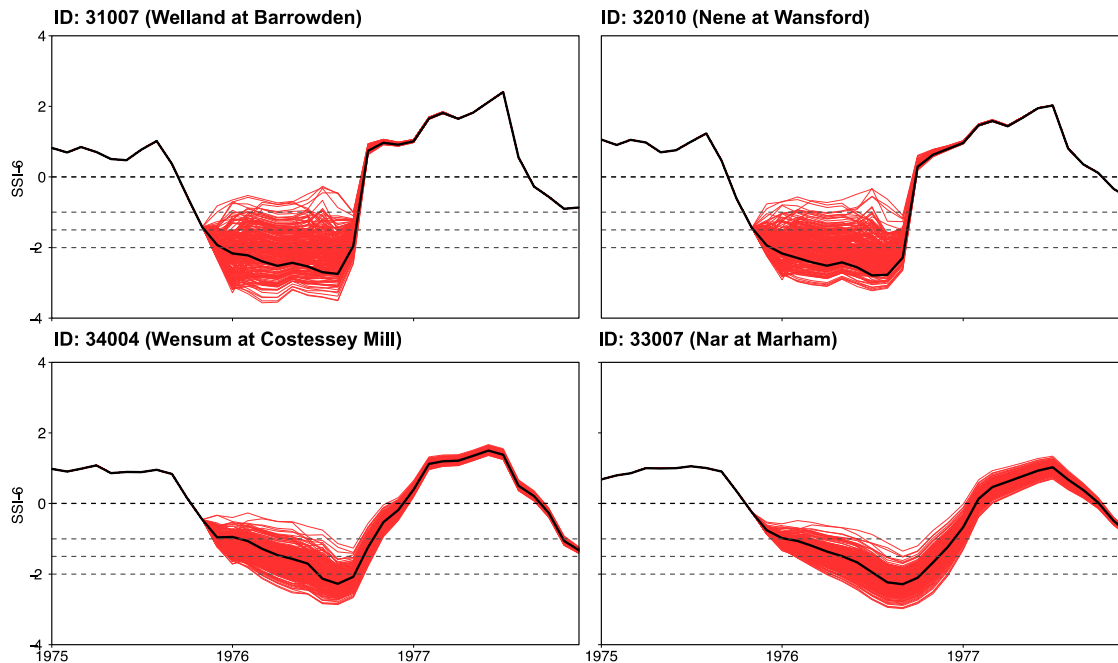 ID: 31007 (Welland at Barrowden)
ID: 32010 (Nene at Wansford)
4
2
0
−2
−4
SSI−6
ID: 34004 (Wensum at Costessey Mill)
ID: 33007 (Nar at Marham)
4
2
0
−2
−4
SSI−6
1975
1976
1977
1975
1976
1977